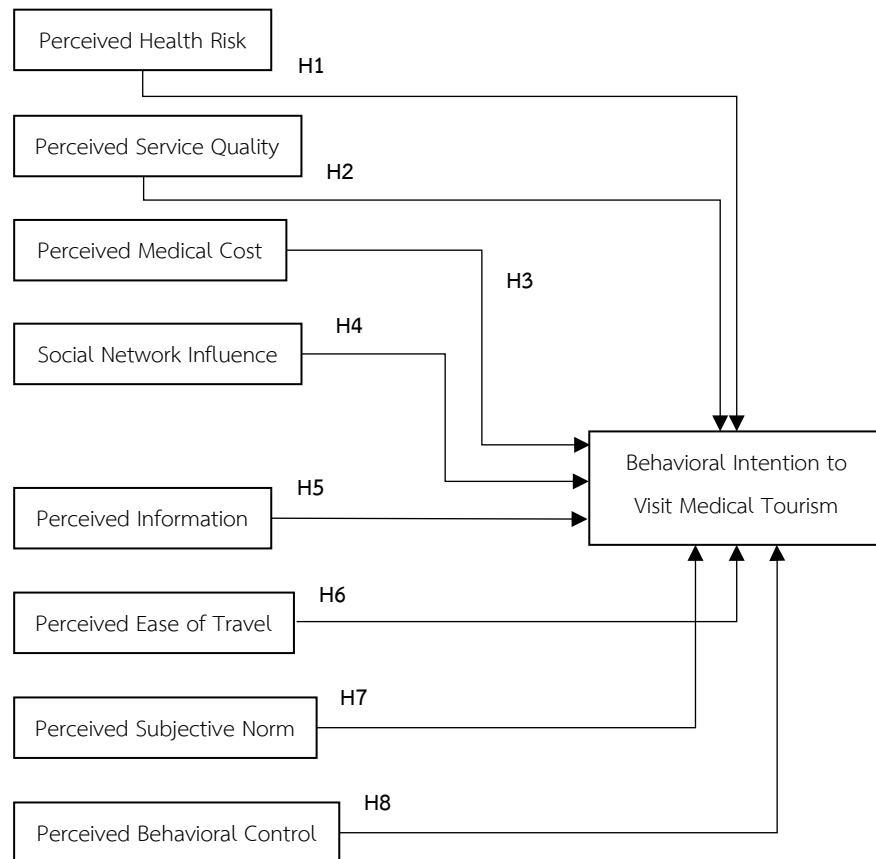 Perceived Health Risk
H1
Perceived Service Quality
H2
Perceived Medical Cost
H3
Social Network Influence
H4
Behavioral Intention to
Visit Medical Tourism
Perceived Information
H5
Perceived Ease of Travel
H6
Perceived Subjective Norm
H7
Perceived Behavioral Control
H8